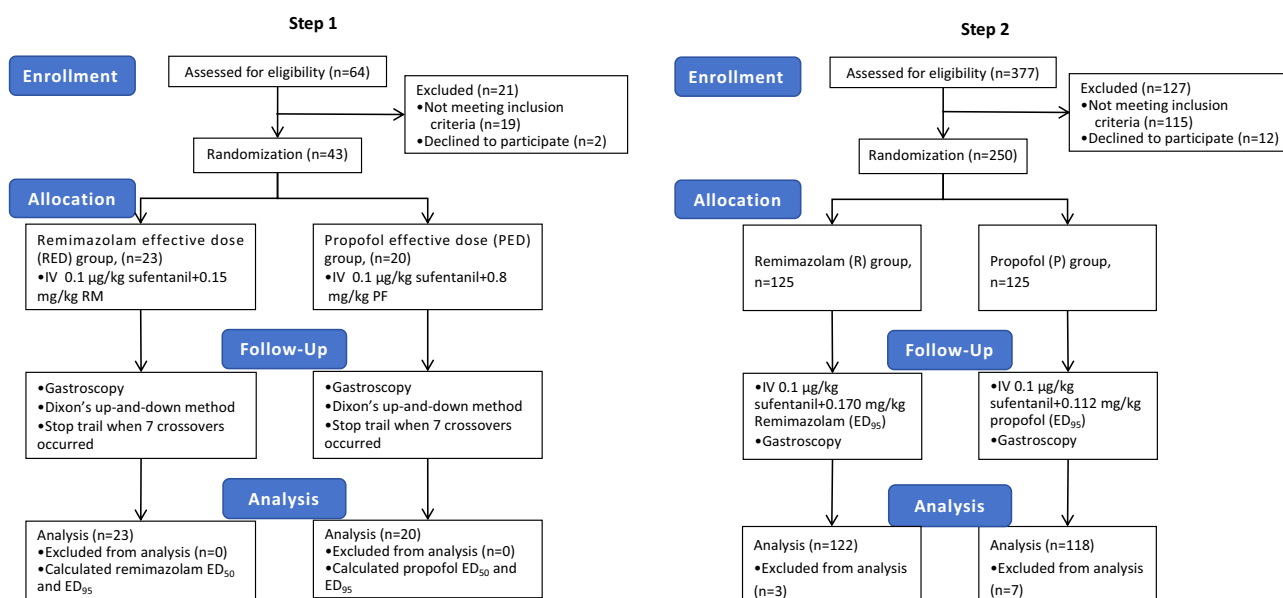 Step 1
Enrollment
Assessed for eligibility (n=64)
Excluded (n=21)
•Not meeting inclusion
criteria (n=19)
•Declined to participate (n=2)
Randomization (n=43)
Allocation
Remimazolam effective dose
(RED) group, (n=23)
•IV 0.1 μg/kg sufentanil+0.15
mg/kg RM
Propofol effective dose (PED)
group, (n=20)
•IV 0.1 μg/kg sufentanil+0.8
mg/kg PF
Follow-Up
•Gastroscopy
•Dixon's up-and-down method
•Stop trail when 7 crossovers
occurred
•Gastroscopy
•Dixon's up-and-down method
•Stop trail when 7 crossovers
occurred
Analysis
Analysis (n=23)
•Excluded from analysis (n=0)
•Calculated remimazolam ED50
and ED95
Analysis (n=20)
•Excluded from analysis (n=0)
•Calculated propofol ED50 and
ED95
Step 2
Enrollment
Assessed for eligibility (n=377)
Excluded (n=127)
•Not meeting inclusion
criteria (n=115)
•Declined to participate (n=12)
Randomization (n=250)
Allocation
Remimazolam (R) group,
n=125
Propofol (P) group,
n=125
Follow-Up
•IV 0.1 μg/kg
sufentanil+0.170 mg/kg
Remimazolam (ED95)
•Gastroscopy
•IV 0.1 μg/kg
sufentanil+0.112 mg/kg
propofol (ED95)
•Gastroscopy
Analysis
Analysis (n=122)
•Excluded from analysis
(n=3)
Analysis (n=118)
•Excluded from analysis
(n=7)